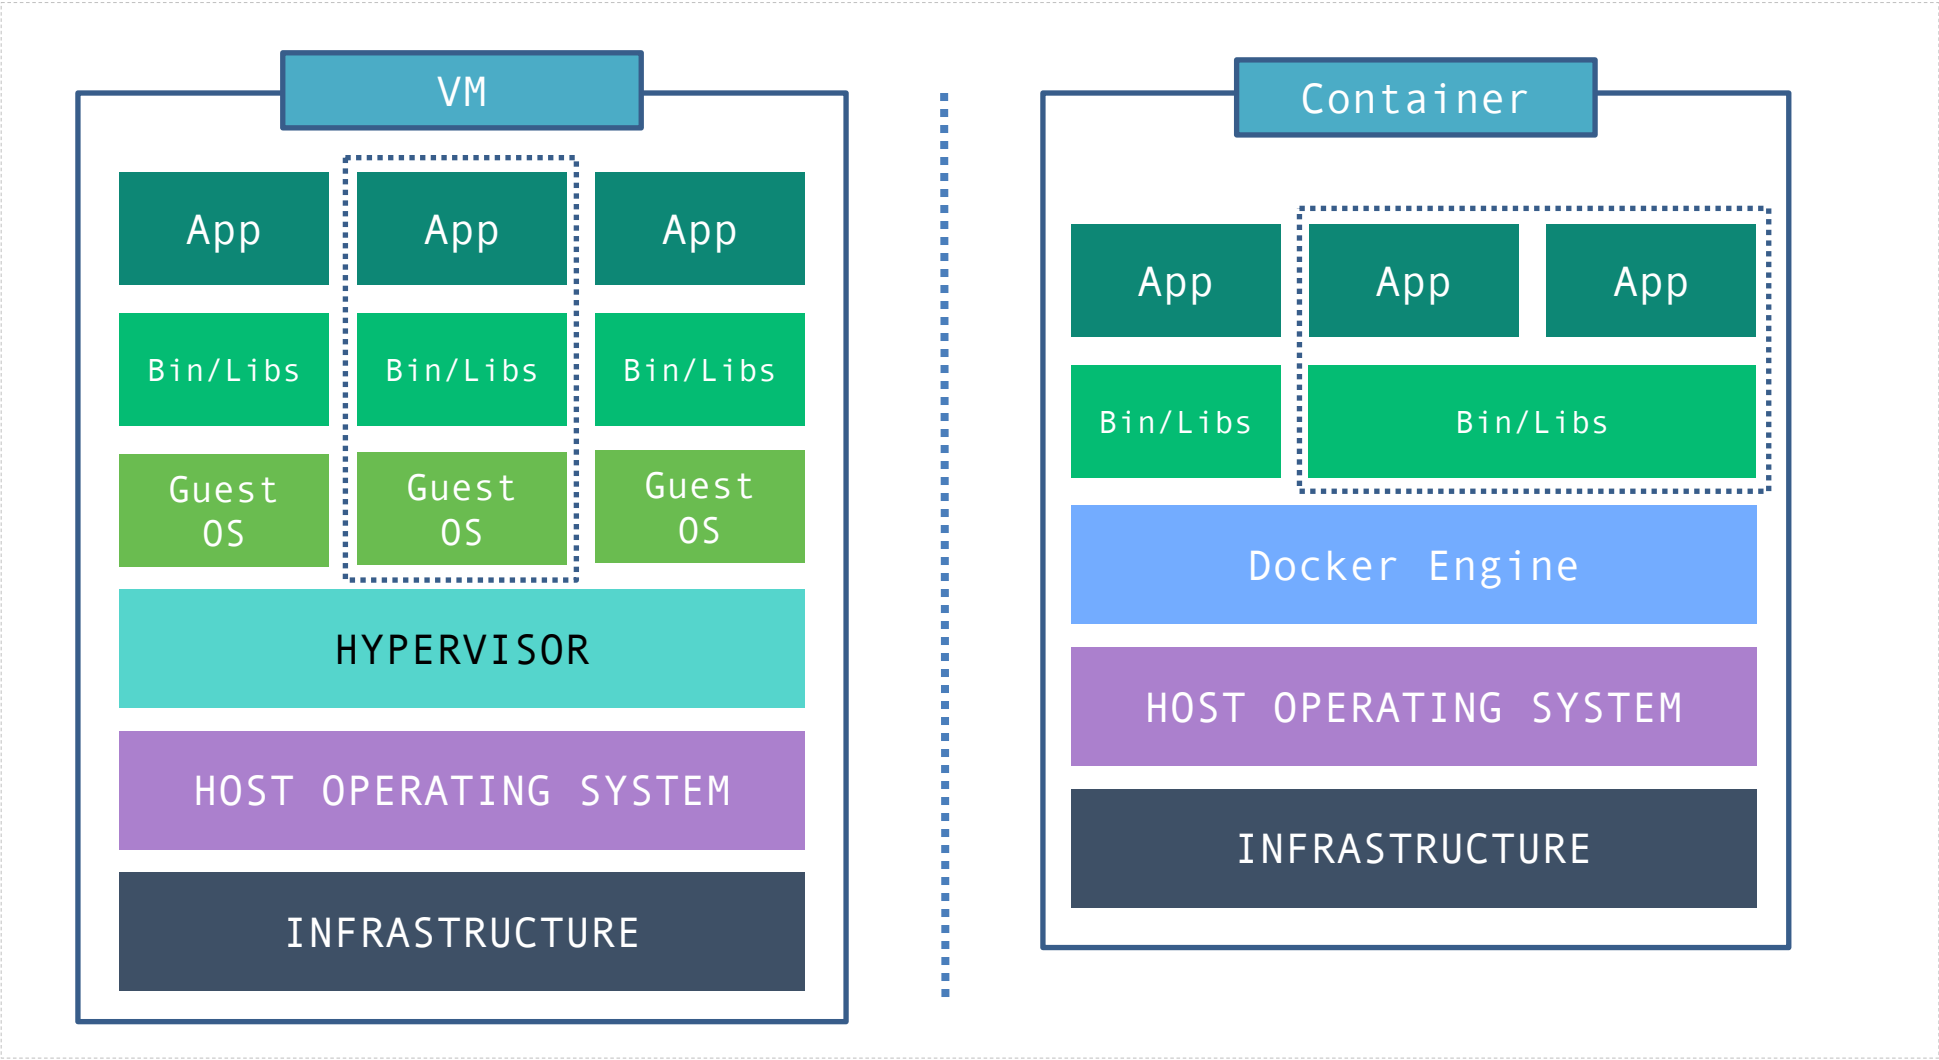 VM
App
App
App
Bin/Libs
Bin/Libs
Bin/Libs
Guest
OS
Guest
OS
Guest
OS
HYPERVISOR
HOST OPERATING SYSTEM
INFRASTRUCTURE
Container
App
App
App
Bin/Libs
Bin/Libs
Docker Engine
HOST OPERATING SYSTEM
INFRASTRUCTURE